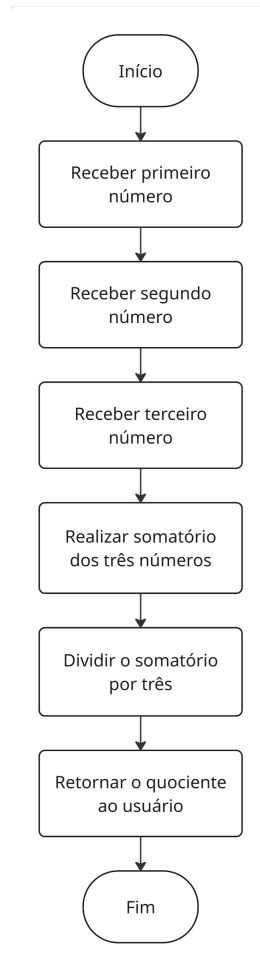 Início
Receber primeiro
número
Receber segundo
número
Receber terceiro
número
Realizar somatório
dos três números
Dividir o somatório
por três
Retornar o quociente
ao usuário
Fim